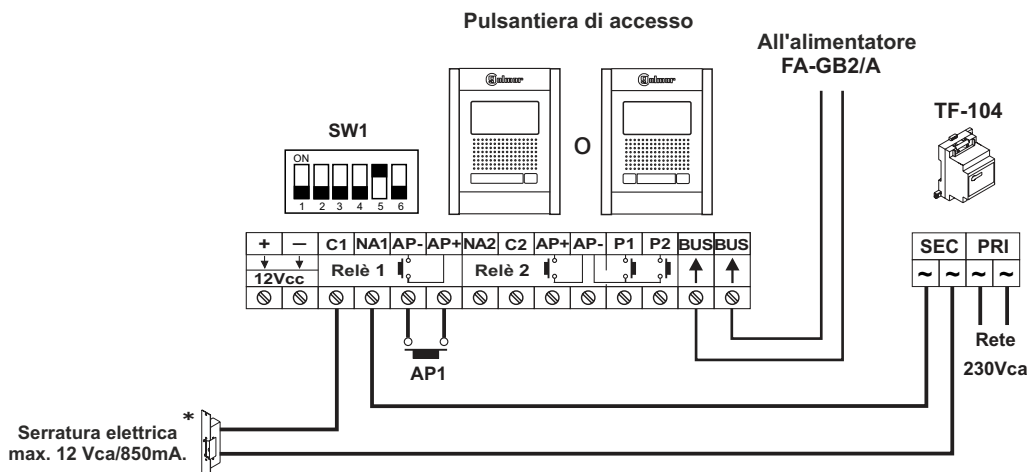 Pulsantiera di accesso
All'alimentatore
FA-GB2/A
TF-104
SW1
Golmar
Golmar
O
ON
1 2 3 4 5 6
+ — C1 NA1 AP- AP+ NA2 C2 AP+ AP- P1 P2 BUS BUS
12Vcc
Relè 1
Relè 2
SEC PRI
~ ~ ~ ~
Rete
230Vca
AP1
*
Serratura elettrica
max. 12 Vca/850mA.